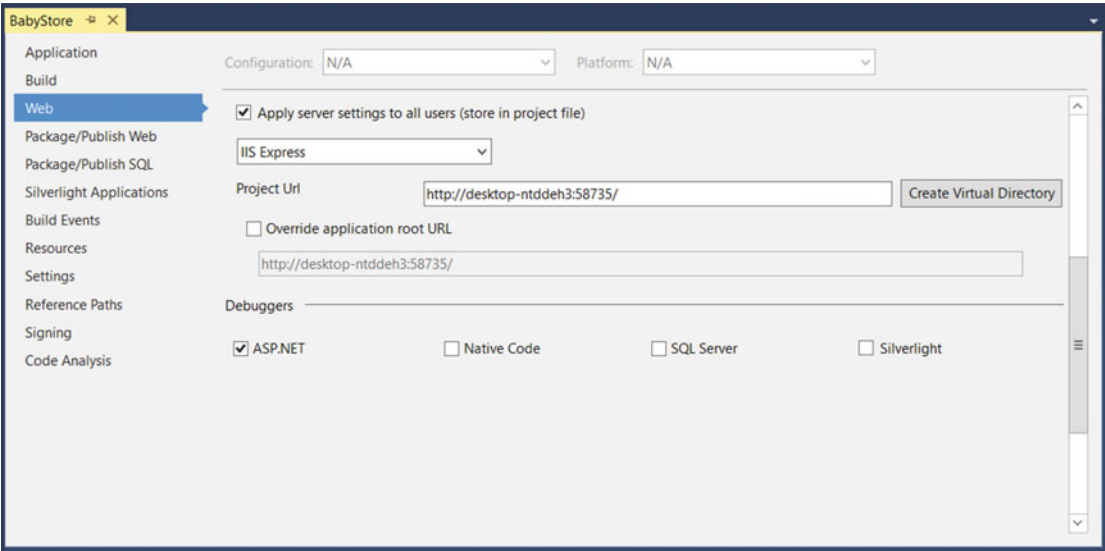 BabyStore
Application
Build
Web
Package/Publish Web
Package/Publish SQL
Silverlight Applications
Build Events
Resources
Settings
Reference Paths
Signing
Code Analysis
Configuration: N/A Platform: N/A
Apply server settings to all users (store in project file)
IIS Express
Project Url http://desktop-ntddeh3:58735/ Create Virtual Directory
Override application root URL
http://desktop-ntddeh3:58735/
Debuggers
ASP.NET Native Code SQL Server Silverlight